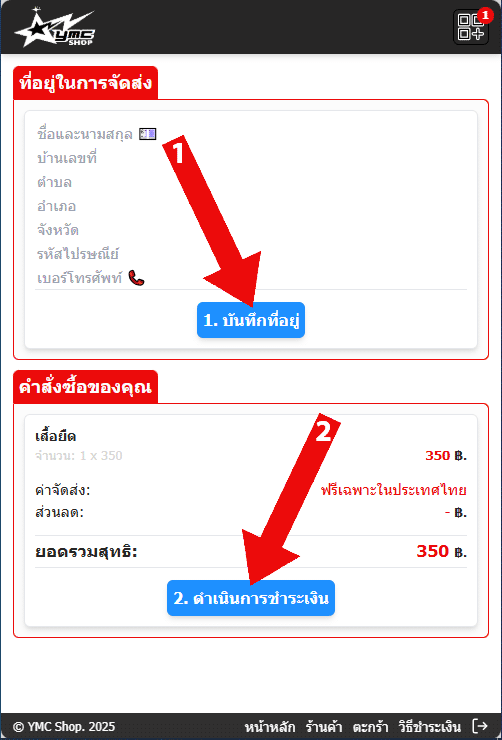 YMC
SHOP
1
ที่อยู่ในการจัดส่ง
ชื่อและนามสกุล
1
บ้านเลขที่
ตำบล
อำเภอ
จังหวัด
รหัสไปรษณีย์
เบอร์โทรศัพท์
1. บันทึกที่อยู่
คำสั่งซื้อของคุณ
เสื้อยืด
2
จำนวน: 1 x 350 350 ฿.
ค่าจัดส่ง: ฟรีเฉพาะในประเทศไทย
ส่วนลด: - ฿.
ยอดรวมสุทธิ: 350 ฿.
2. ดำเนินการชำระเงิน
© YMC Shop. 2025 หน้าหลัก ร้านค้า ตะกร้า วิธีชำระเงิน